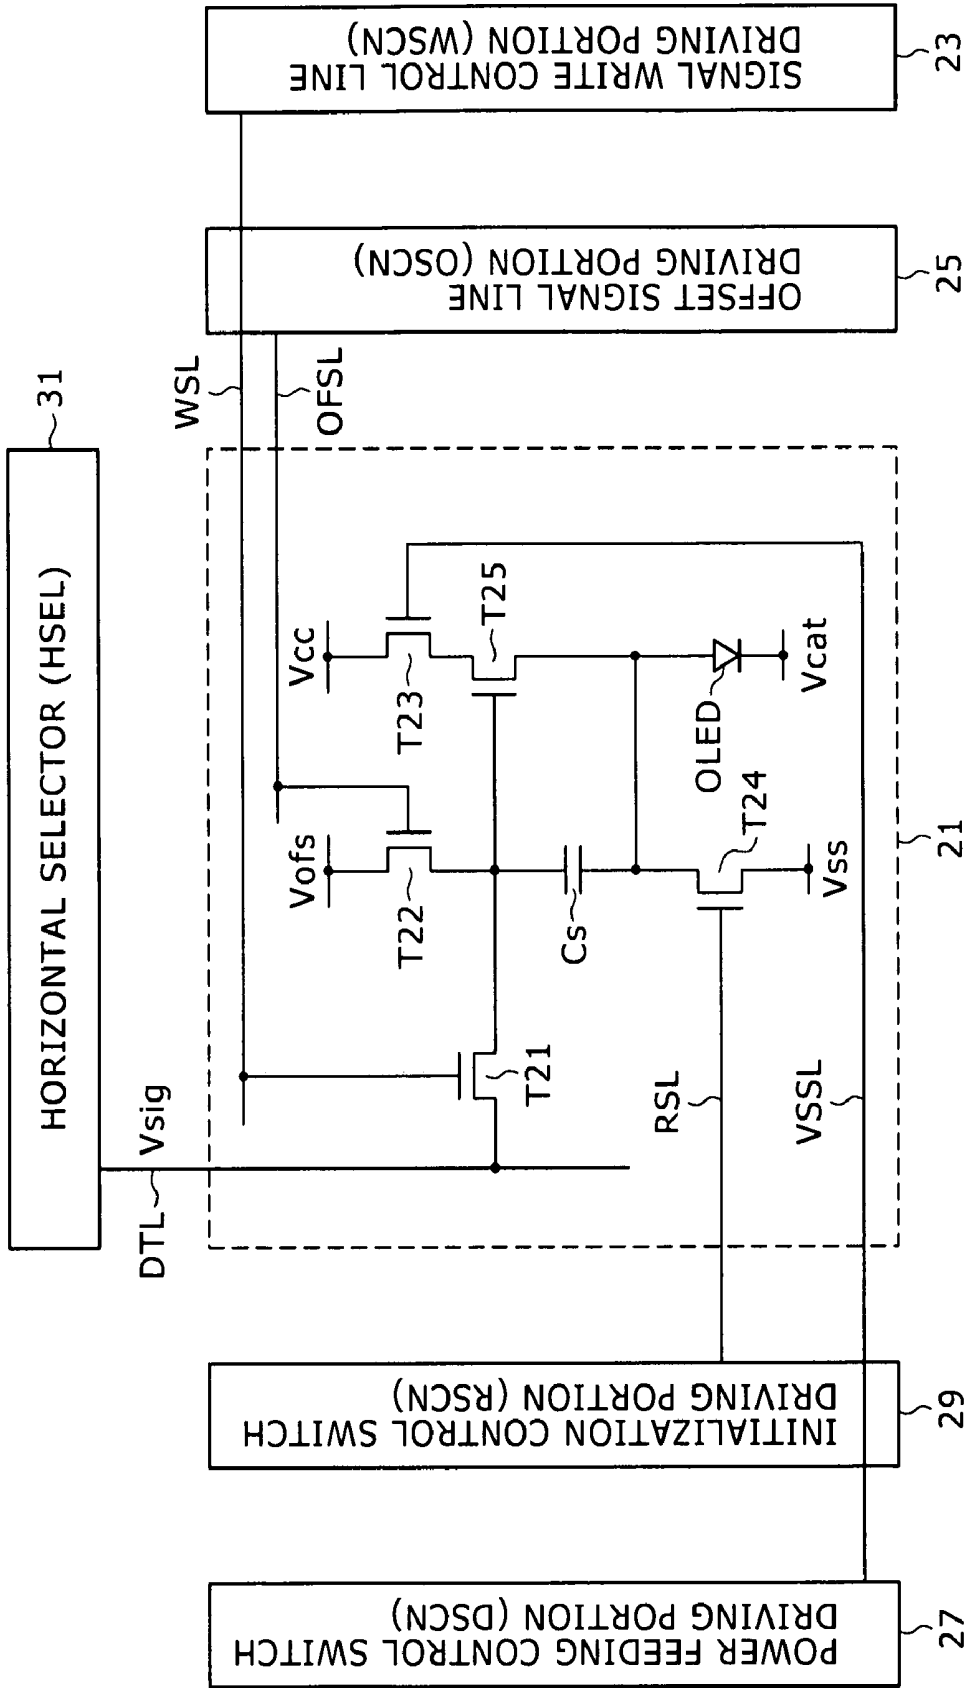 31
HORIZONTAL SELECTOR (HSEL)
DTL
Vsig
WSL
OFSL
POWER FEEDING CONTROL SWITCH
DRIVING PORTION (DSCN)
27
INITIALIZATION CONTROL SWITCH
DRIVING PORTION (RSCN)
29
OFFSET SIGNAL LINE
DRIVING PORTION (OSCN)
25
SIGNAL WRITE CONTROL LINE
DRIVING PORTION (WSCN)
23
Vofs
Vcc
T22
T23
T25
T21
Cs
OLED
T24
RSL
Vss
Vcat
VSSL
21